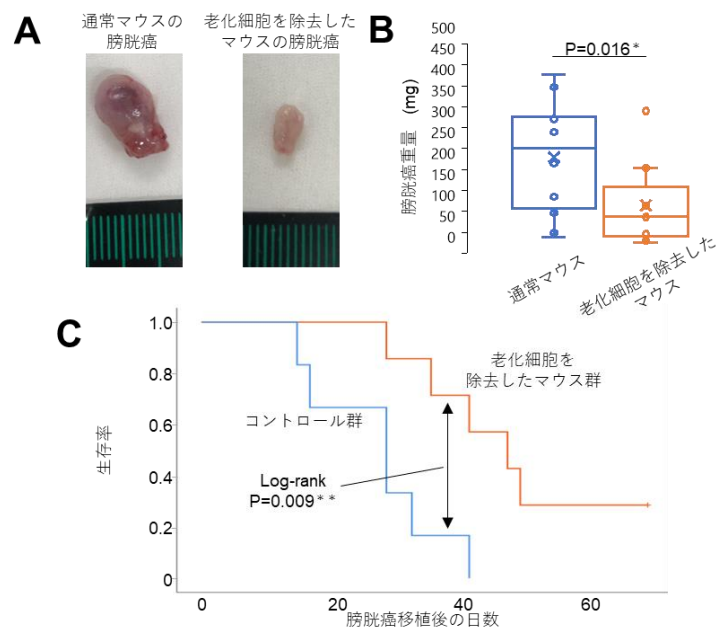 A
通常マウスの
膀胱癌
老化細胞を除去した
マウスの膀胱癌
B
膀胱癌重量 (mg)
500
450
400
350
300
250
200
150
100
50
0
P=0.016*
通常マウス
老化細胞を除去した
マウス
C
生存率
1.0
0.8
0.6
0.4
0.2
0
老化細胞を
除去したマウス群
コントロール群
Log-rank
P=0.009**
0
20
40
60
膀胱癌移植後の日数